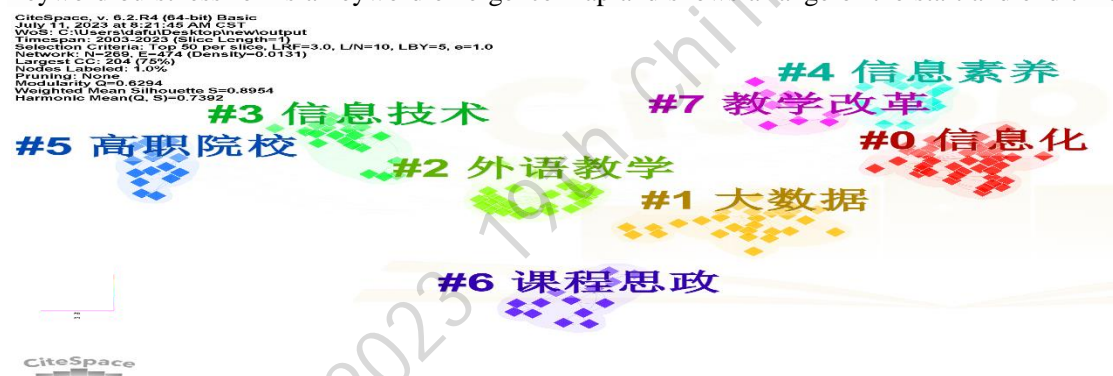 CiteSpace, v. 6.2.R4 (64-bit) Basic
July 11, 2023 at 8:21:45 AM CST
WoS: C:\Users\dafu\Desktop\new\output
Timespan: 2003-2023 (Slice Length=1)
Selection Criteria: Top 50 per slice, LRF=3.0, L/N=10, LBY=5, e=1.0
Network: N=269, E=474 (Density=0.0131)
Largest CC: 204 (75%)
Nodes Labeled: 1.0%
Pruning: None
Modularity Q=0.6294
Weighted Mean Silhouette S=0.8954
Harmonic Mean(Q, S)=0.7392
#4 信息素养
#7 教学改革
#3 信息技术
#0 信息化
#5 高职院校
#2 外语教学
#1 大数据
#6 课程思政
2023 19th Chin
CiteSpace